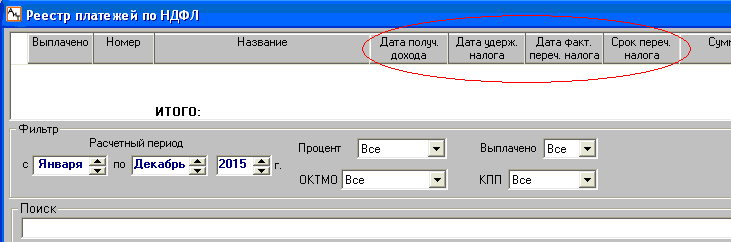 Реестр платежей по НДФЛ
Выплачено Номер Название Дата получ. дохода Дата удерж. налога Дата факт. переч. налога Срок переч. налога Сумм
ИТОГО:
Фильтр
Расчетный период
с Января по Декабрь 2015 г.
Процент Все Выплачено Все
ОКТМО Все КПП Все
Поиск